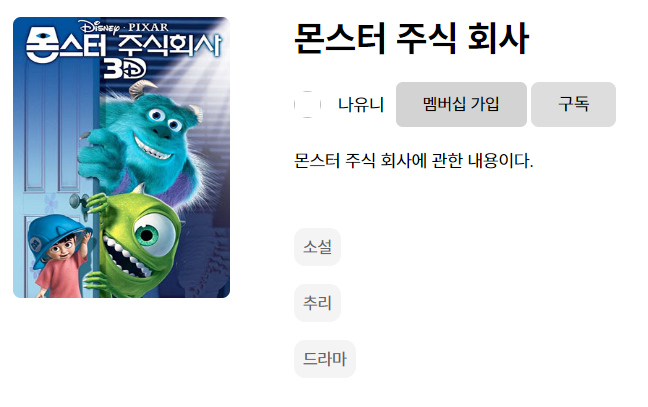 Disney · PIXAR
몬스터 주식회사
3D
몬스터 주식 회사
나유니 멤버십 가입 구독
몬스터 주식 회사에 관한 내용이다.
소설
추리
드라마